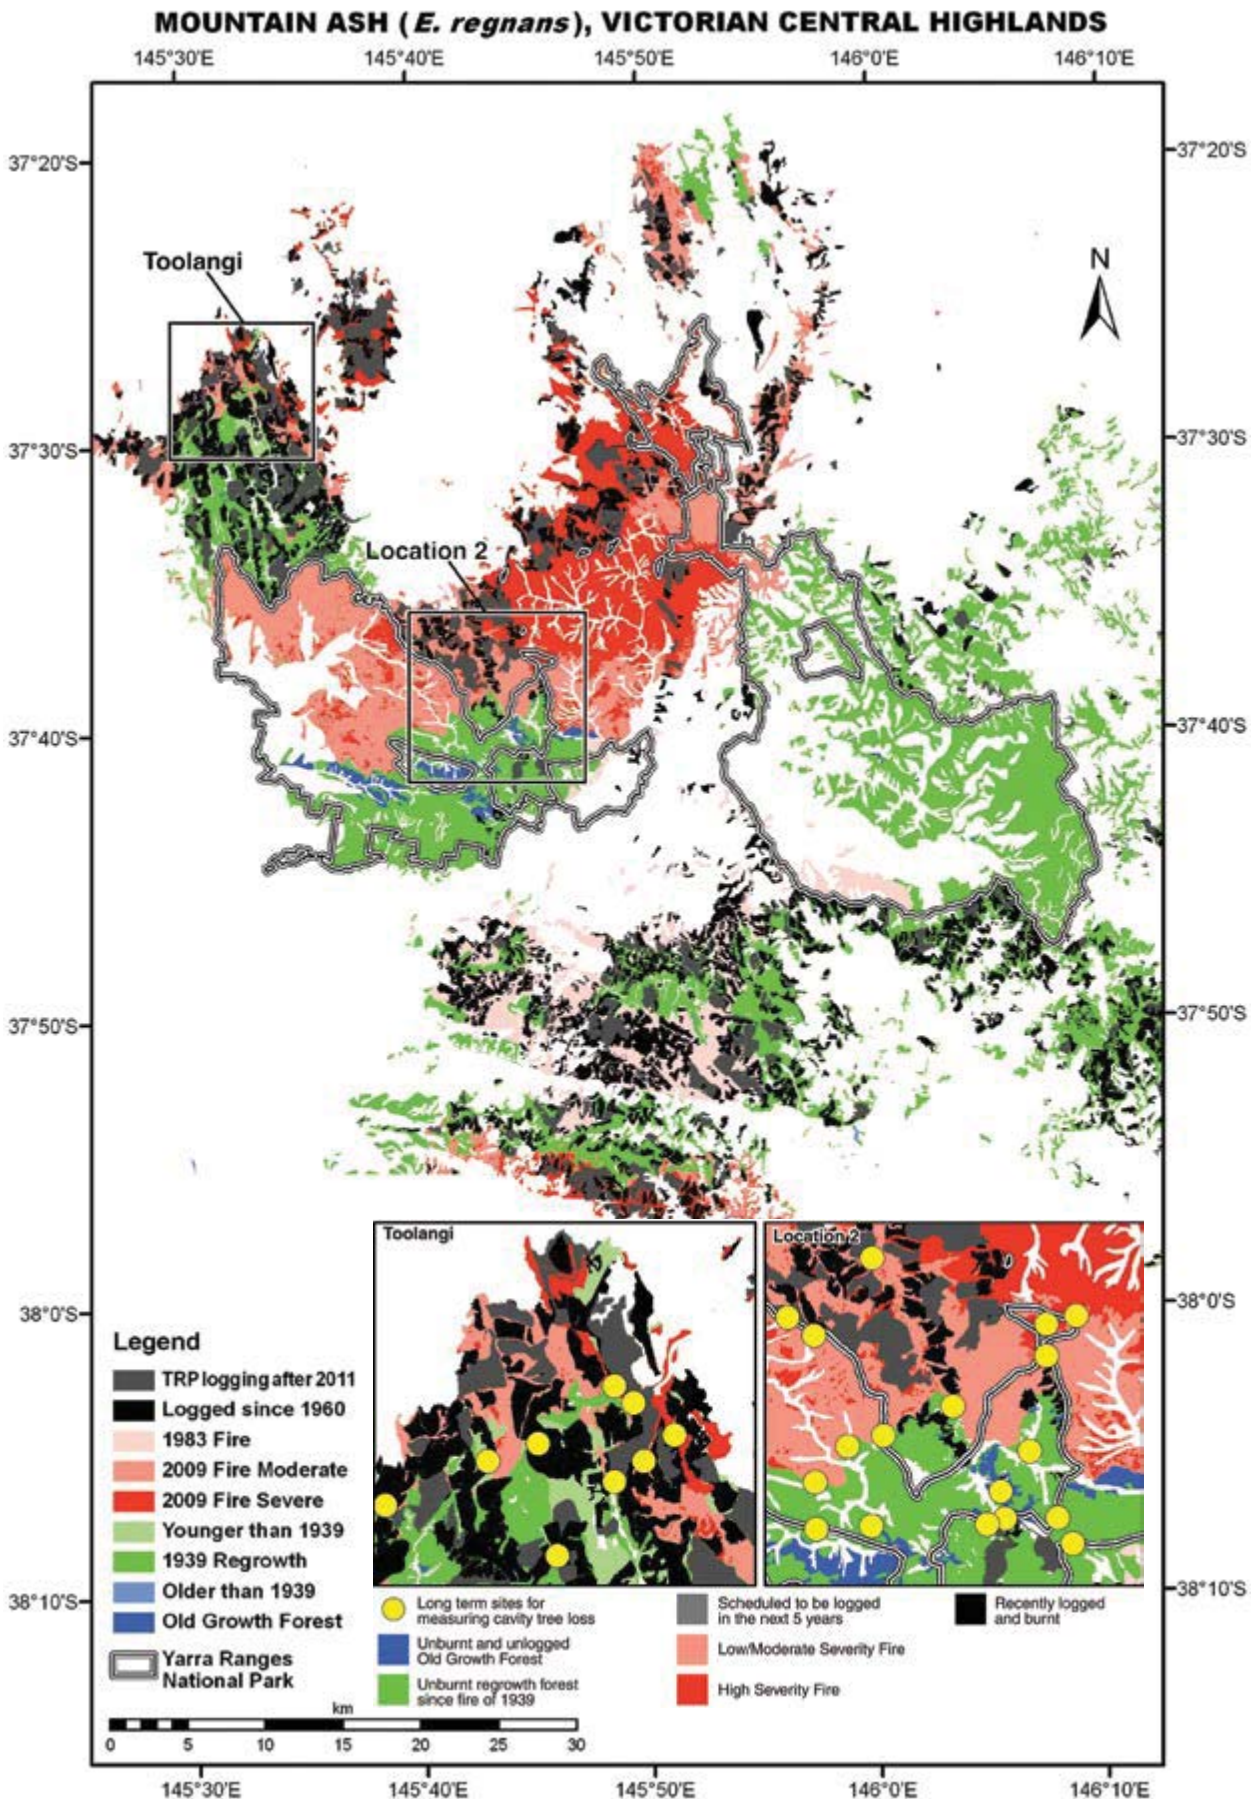 MOUNTAIN ASH (E. regnans), VICTORIAN CENTRAL HIGHLANDS
145°30'E 145°40'E 145°50'E 146°0'E 146°10'E
37°20'S 37°20'S
Toolangi
N
37°30'S 37°30'S
Location 2
37°40'S 37°40'S
37°50'S 37°50'S
Toolangi
Location 2
38°0'S 38°0'S
Legend
TRP logging after 2011
Logged since 1960
1983 Fire
2009 Fire Moderate
2009 Fire Severe
Younger than 1939
1939 Regrowth
Older than 1939
Old Growth Forest
Yarra Ranges
National Park
38°10'S 38°10'S
Long term sites for
measuring cavity tree loss
Unburnt and unlogged
Old Growth Forest
Unburnt regrowth forest
since fire of 1939
Scheduled to be logged
in the next 5 years
Low/Moderate Severity Fire
High Severity Fire
Recently logged
and burnt
km
0 5 10 15 20 25 30
145°30'E 145°40'E 145°50'E 146°0'E 146°10'E